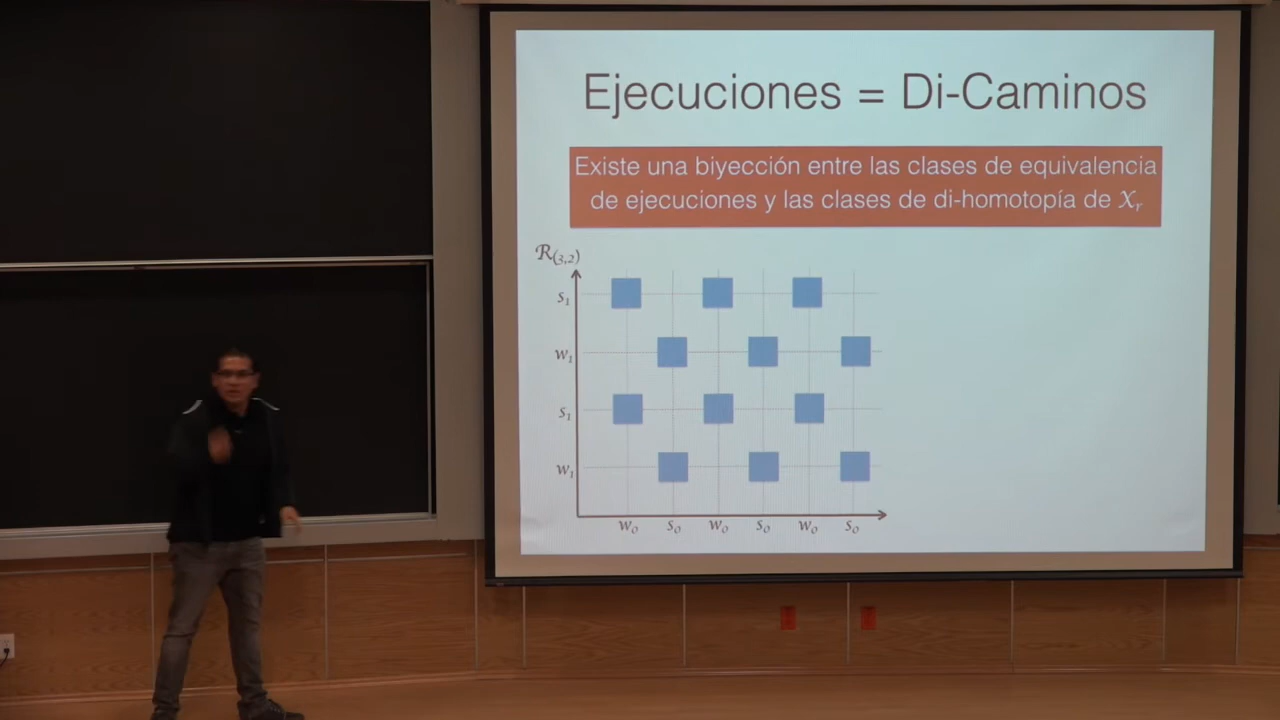 Ejecuciones = Di-Caminos
Existe una biyección entre las clases de equivalencia
de ejecuciones y las clases de di-homotopía de 𝒳ᵣ
ℛ₍₃,₂₎
s₁
w₁
s₁
w₁
w₀ s₀ w₀ s₀ w₀ s₀